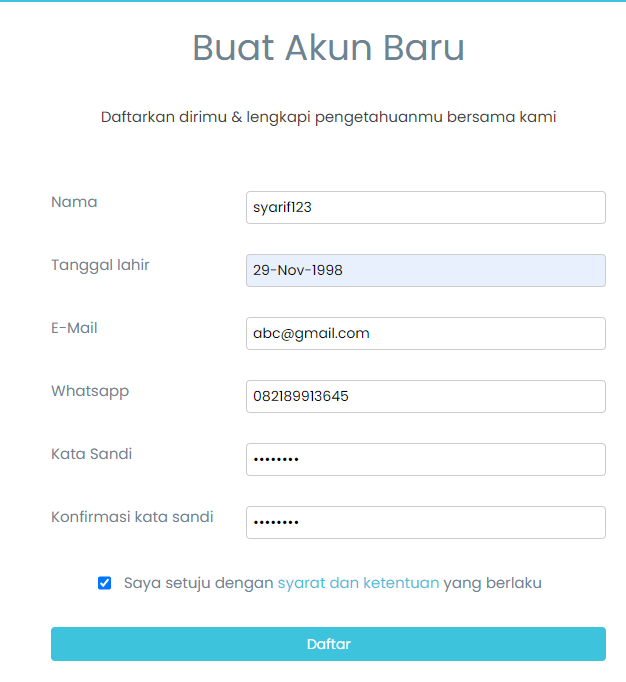 Buat Akun Baru
Daftarkan dirimu & lengkapi pengetahuanmu bersama kami
Nama syarif123
Tanggal lahir 29-Nov-1998
E-Mail abc@gmail.com
Whatsapp 082189913645
Kata Sandi ••••••••
Konfirmasi kata sandi ••••••••
Saya setuju dengan syarat dan ketentuan yang berlaku
Daftar